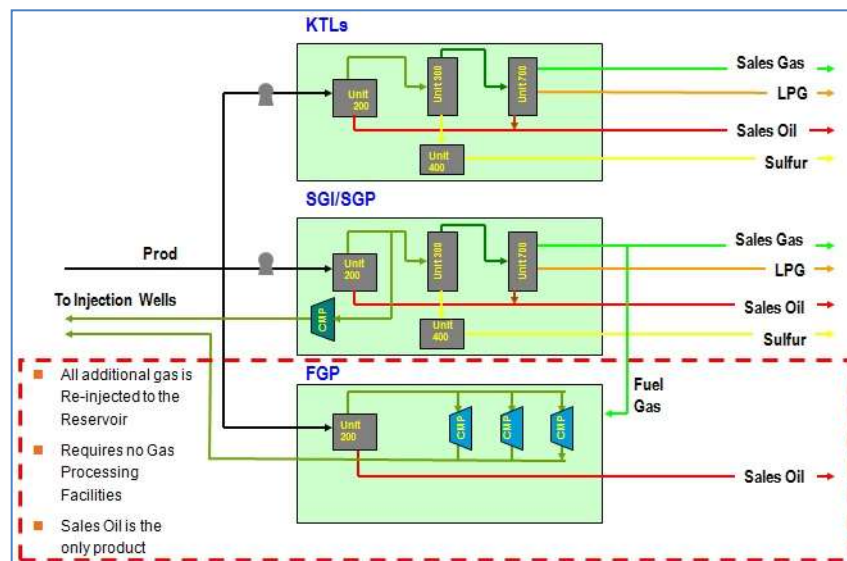 KTLs
Unit
200
Unit 300
Unit 700
Unit
400
Sales Gas
LPG
Sales Oil
Sulfur
SGI/SGP
Prod
To Injection Wells
Unit
200
CMP
Unit 300
Unit 700
Unit
400
Sales Gas
LPG
Sales Oil
Sulfur
Fuel
Gas
All additional gas is
Re-injected to the
Reservoir
Requires no Gas
Processing
Facilities
Sales Oil is the
only product
FGP
Unit
200
CMP
CMP
CMP
Sales Oil